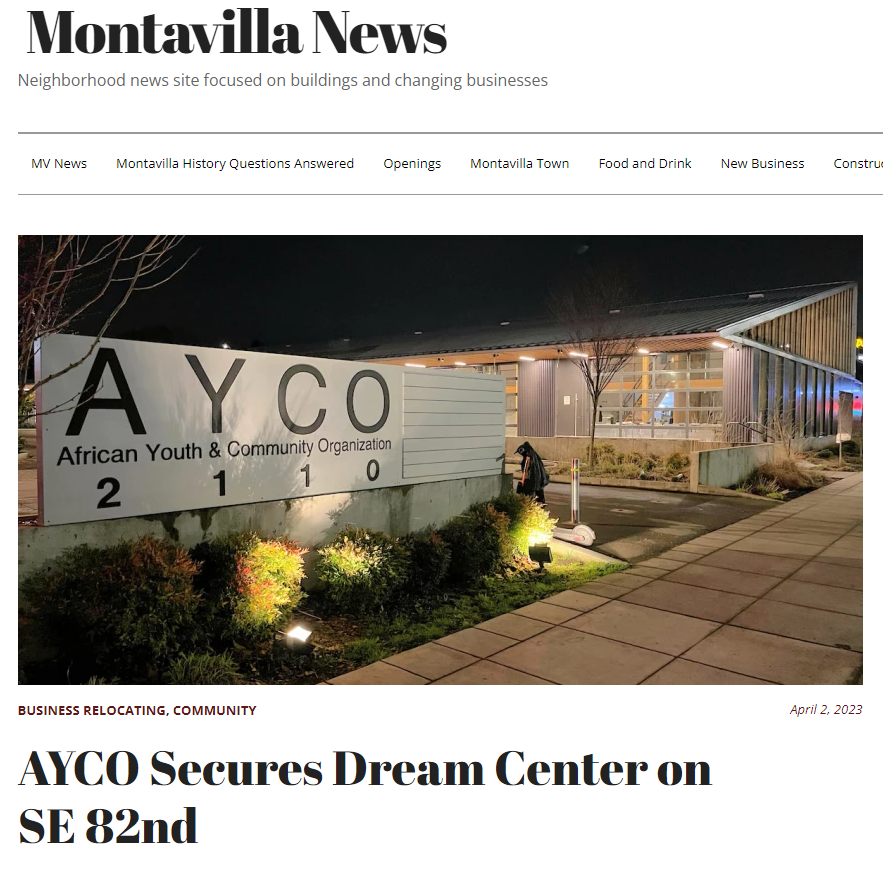 Montavilla News
Neighborhood news site focused on buildings and changing businesses
MV News Montavilla History Questions Answered Openings Montavilla Town Food and Drink New Business Construc
AYCO
African Youth & Community Organization
2 1 1 0
BUSINESS RELOCATING, COMMUNITY April 2, 2023
AYCO Secures Dream Center on
SE 82nd